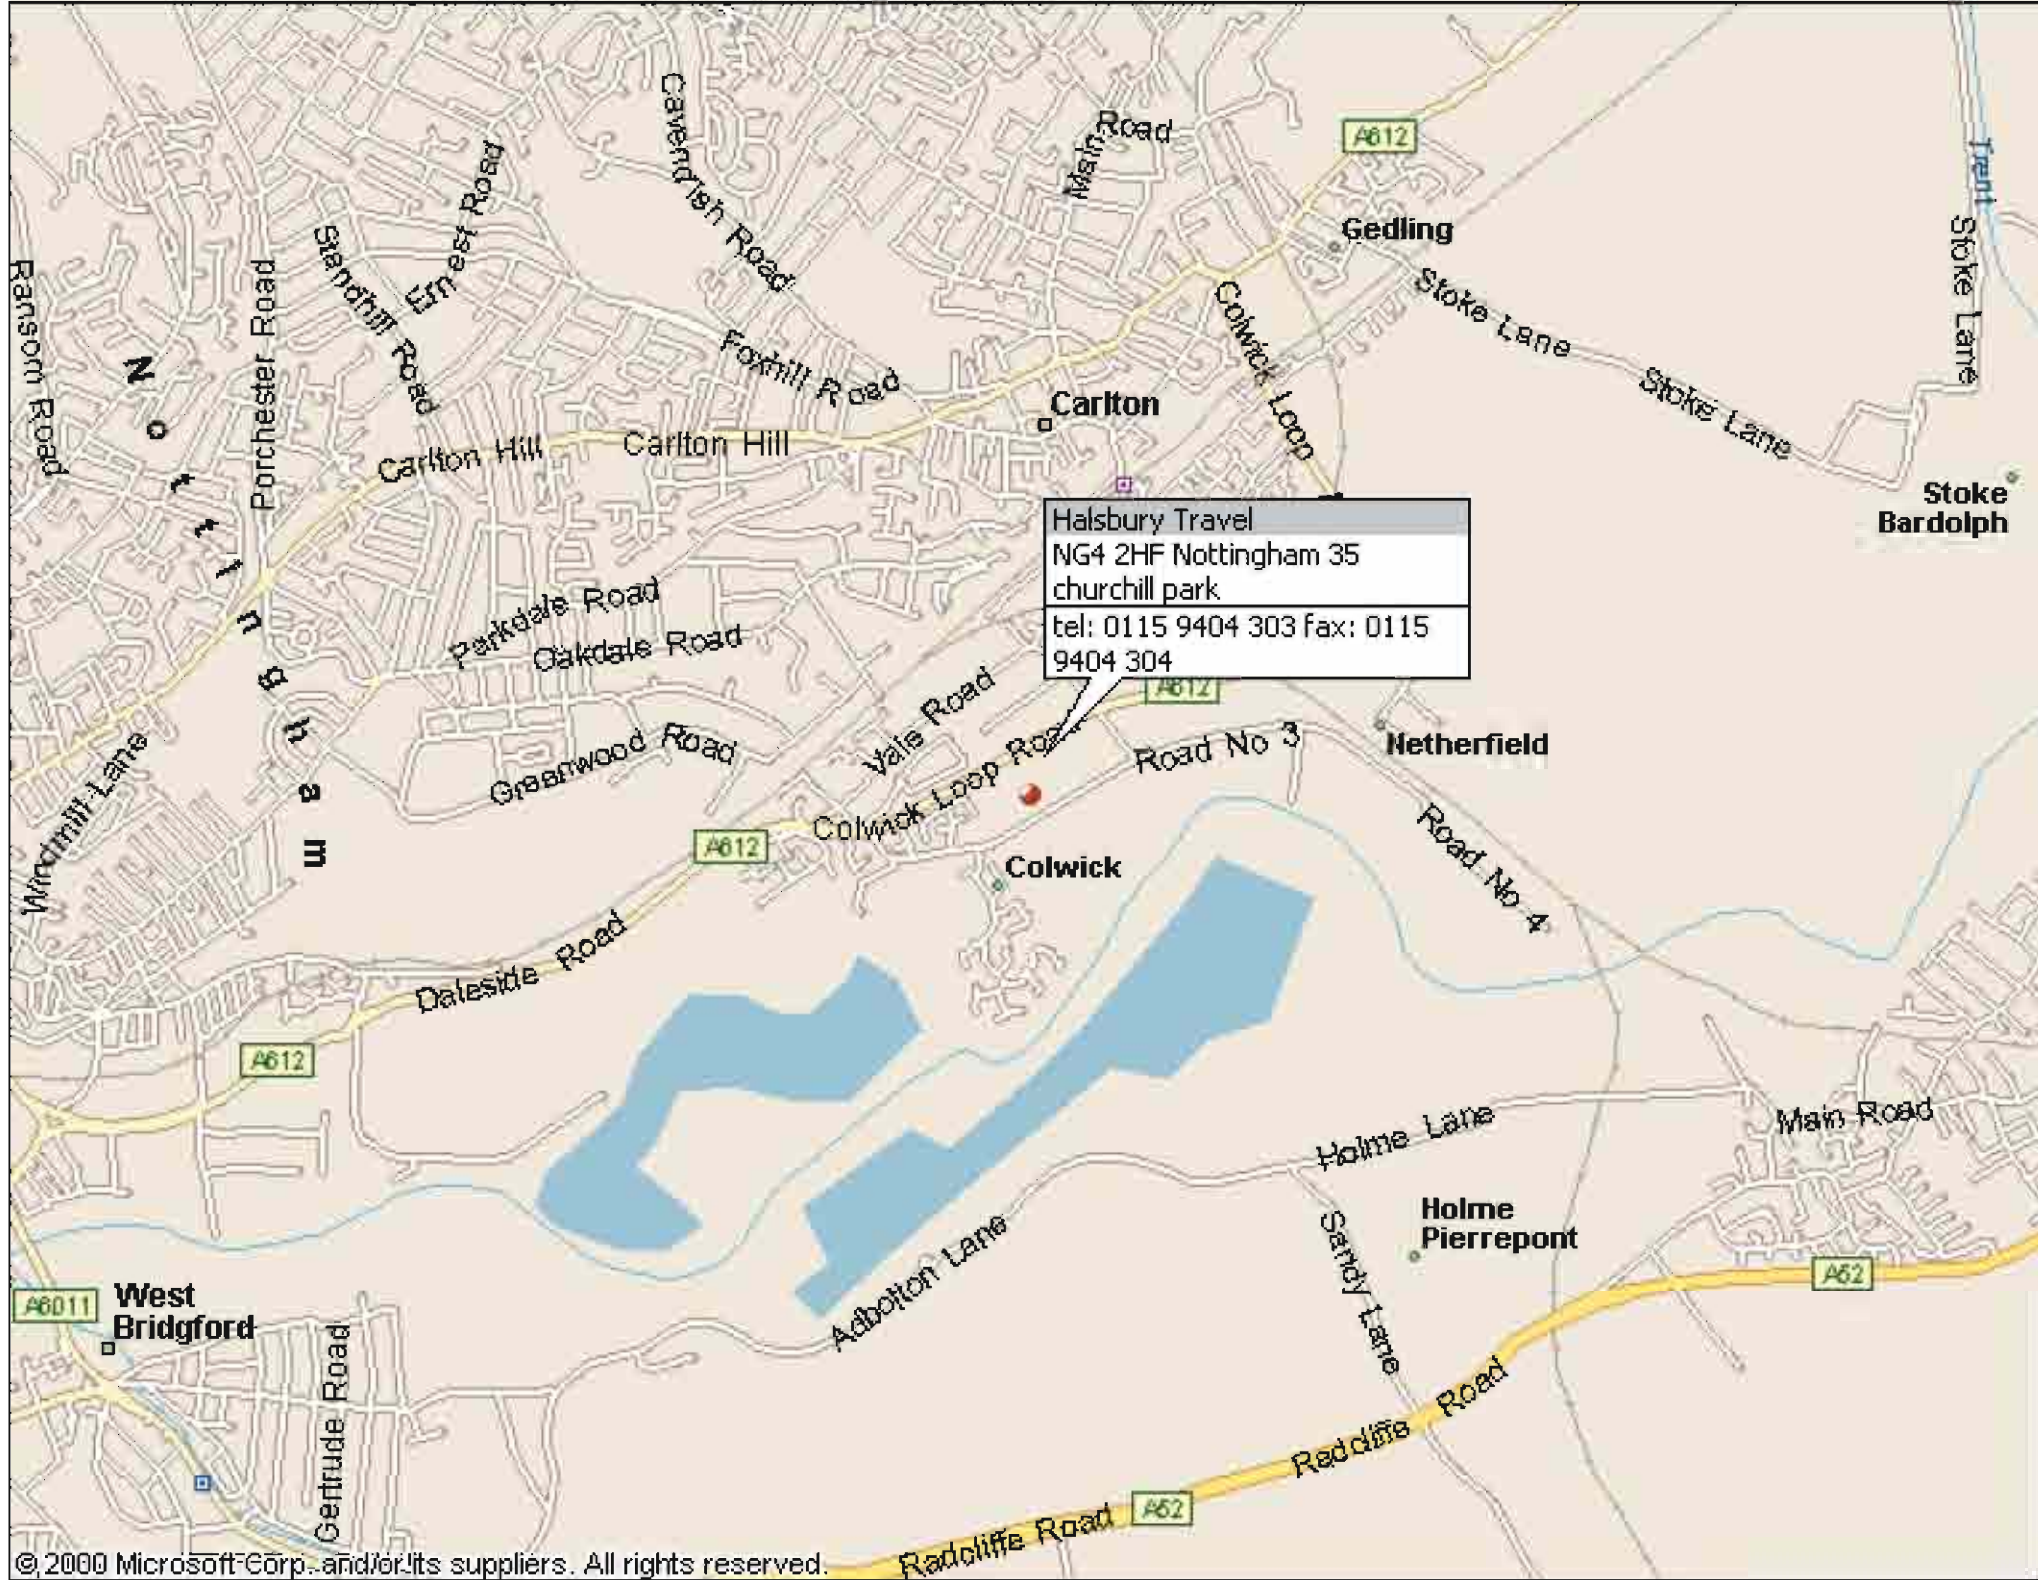 Cavendish Road
Main Road
A612
Trent
Gedling
Stoke Lane
Ernest Road
Standhill Road
Ransom Road
Porchester Road
Colwick Loop
Stoke Lane
Foxhill Road
Stoke Lane
Carlton
Nottingham
Carlton Hill
Carlton Hill
Stoke
Bardolph
Halsbury Travel
NG4 2HF Nottingham 35
churchill park
tel: 0115 9404 303 fax: 0115
9404 304
Parkdale Road
Oakdale Road
A612
Vale Road
Greenwood Road
Road No 3
Netherfield
Windmill Lane
Colwick Loop Road
A612
Road No 4
Colwick
Dateside Road
A612
Main Road
Holme Lane
Holme
Pierrepont
Sandy Lane
Adbolton Lane
A52
A6011
West
Bridgford
Gertrude Road
Radcliffe Road
A52
Radcliffe Road
© 2000 Microsoft Corp. and/or its suppliers. All rights reserved.